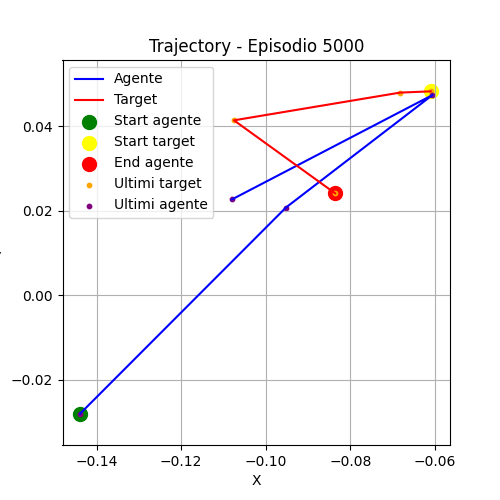 Trajectory - Episodio 5000
Agente
Target
Start agente
Start target
End agente
Ultimi target
Ultimi agente
0.04
0.02
0.00
−0.02
−0.14
−0.12
−0.10
−0.08
−0.06
X